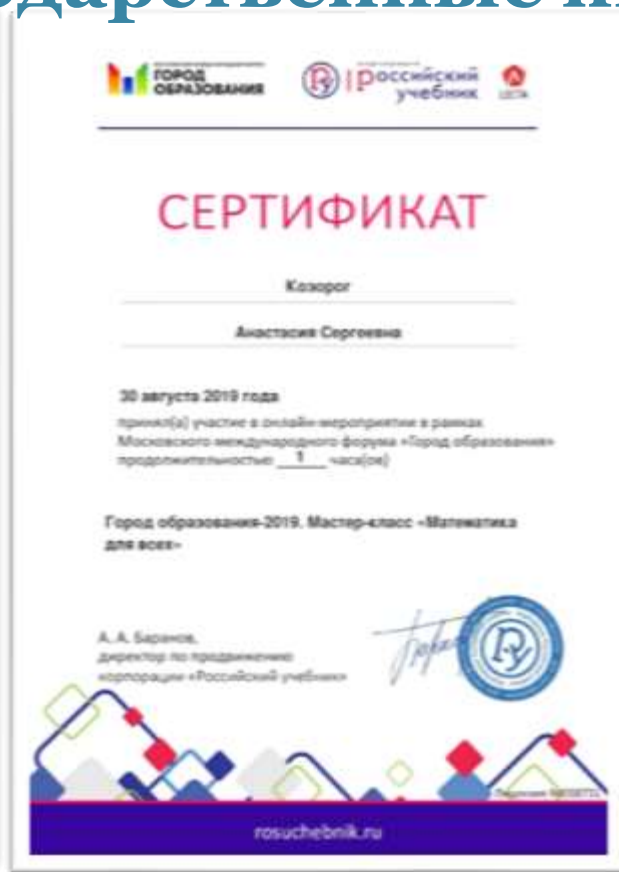 ГОРОД
ОБРАЗОВАНИЯ
российский
учебник
СЕРТИФИКАТ
Козорог
Анастасия Сергеевна
30 августа 2019 года
принял(а) участие в онлайн-мероприятии в рамках
Московского международного форума «Город образования»
продолжительностью 1 часа(ов)
Город образования-2019. Мастер-класс «Математика
для всех»
А. А. Баранов,
директор по продвижению
корпорации «Российский учебник»
rosuchebnik.ru